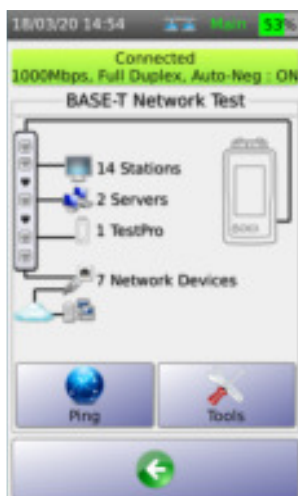 18/03/20 14:54 Main 53%
Connected
1000Mbps, Full Duplex, Auto-Neg : ON
BASE-T Network Test
14 Stations
2 Servers
1 TestPro
7 Network Devices
Ping Tools